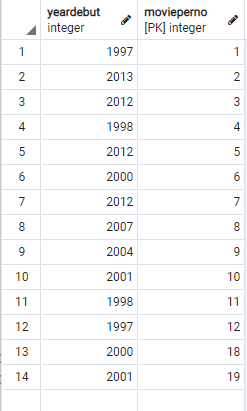 yeardebut movieperno
integer [PK] integer
1 1997 1
2 2013 2
3 2012 3
4 1998 4
5 2012 5
6 2000 6
7 2012 7
8 2007 8
9 2004 9
10 2001 10
11 1998 11
12 1997 12
13 2000 18
14 2001 19